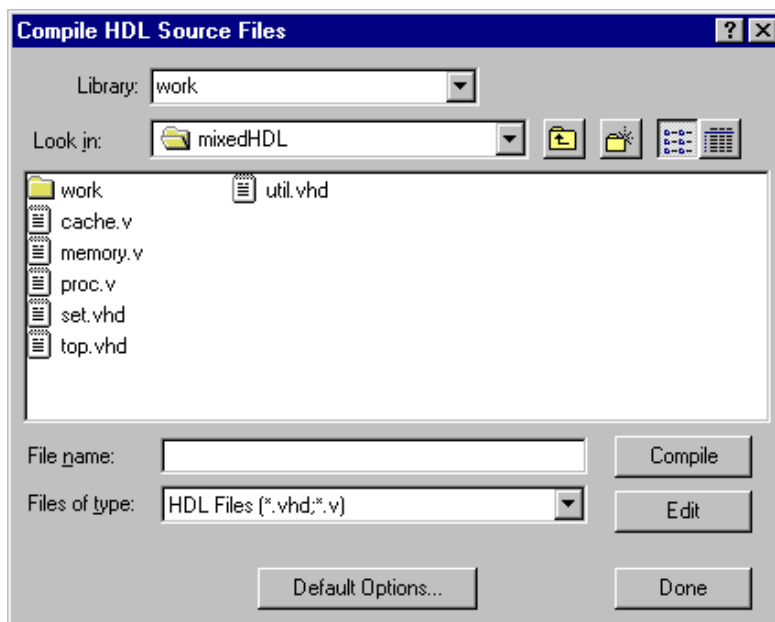 Compile HDL Source Files
Library: work
Look in: mixedHDL
work util.vhd
cache.v
memory.v
proc.v
set.vhd
top.vhd
File name: Compile
Files of type: HDL Files (*.vhd;*.v) Edit
Default Options... Done